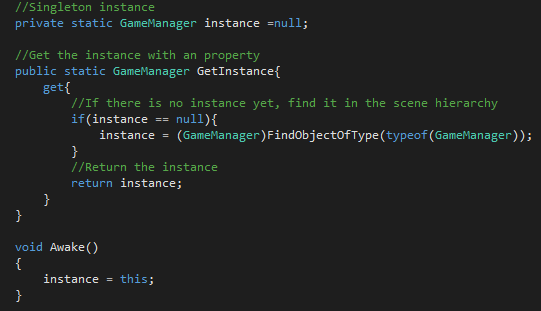 //Singleton instance
private static GameManager instance =null;
//Get the instance with an property
public static GameManager GetInstance{
get{
//If there is no instance yet, find it in the scene hierarchy
if(instance == null){
instance = (GameManager)FindObjectOfType(typeof(GameManager));
}
//Return the instance
return instance;
}
}
void Awake()
{
instance = this;
}